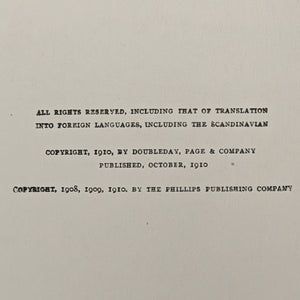 ALL RIGHTS RESERVED, INCLUDING THAT OF TRANSLATION
INTO FOREIGN LANGUAGES, INCLUDING THE SCANDINAVIAN
COPYRIGHT, 1910, BY DOUBLEDAY, PAGE & COMPANY
PUBLISHED, OCTOBER, 1910
COPYRIGHT, 1908, 1909, 1910, BY THE PHILLIPS PUBLISHING COMPANY